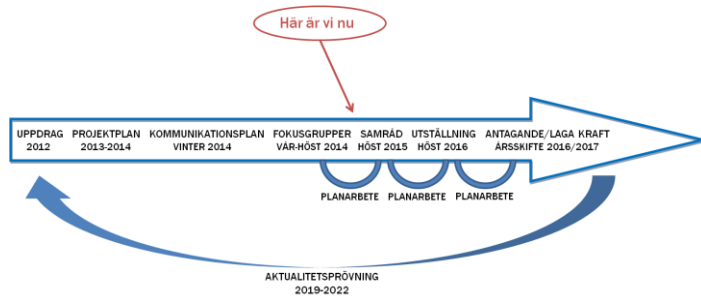 Här är vi nu
UPPDRAG PROJEKTPLAN KOMMUNIKATIONSPLAN FOKUSGRUPPER SAMRÅD UTSTÄLLNING ANTAGANDE/LAGA KRAFT
2012 2013-2014 VINTER 2014 VÅR-HÖST 2014 HÖST 2015 HÖST 2016 ÅRSSKIFTE 2016/2017
PLANARBETE PLANARBETE PLANARBETE
AKTUALITETSPRÖVNING
2019-2022